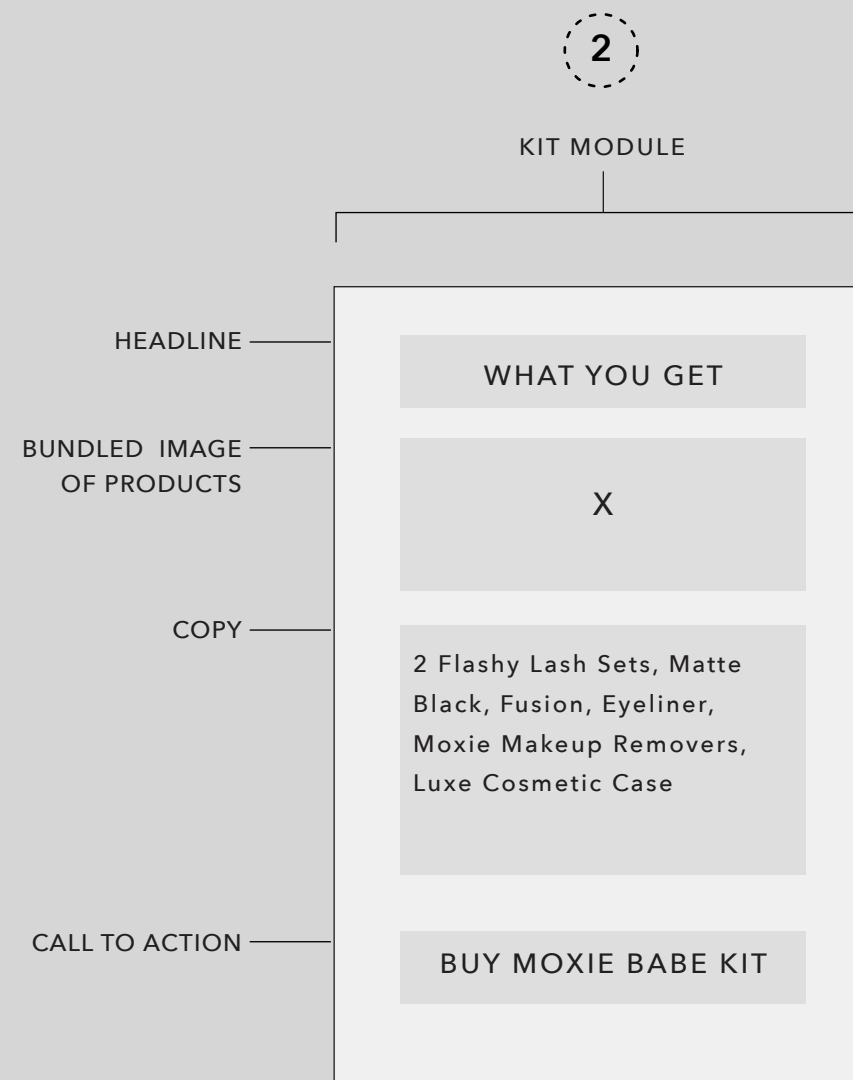 2
KIT MODULE
HEADLINE
WHAT YOU GET
BUNDLED IMAGE
OF PRODUCTS
X
COPY
2 Flashy Lash Sets, Matte
Black, Fusion, Eyeliner,
Moxie Makeup Removers,
Luxe Cosmetic Case
CALL TO ACTION
BUY MOXIE BABE KIT